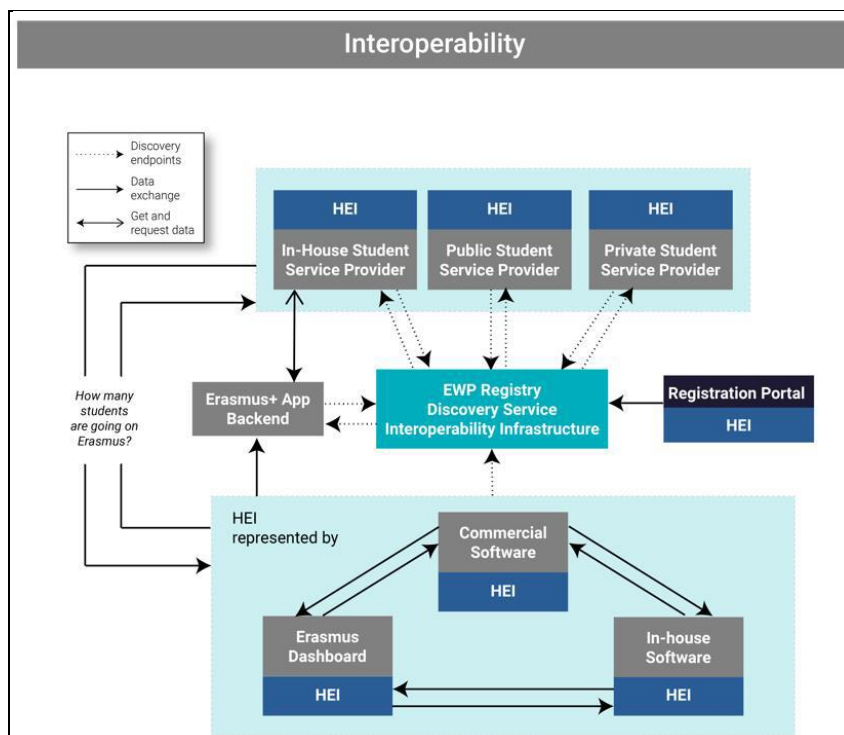 Interoperability
Discovery
endpoints
Data
exchange
Get and
request data
HEI
In-House Student
Service Provider
HEI
Public Student
Service Provider
HEI
Private Student
Service Provider
How many
students
are going on
Erasmus?
Erasmus+ App
Backend
EWP Registry
Discovery Service
Interoperability Infrastructure
Registration Portal
HEI
HEI
represented by
Commercial
Software
HEI
Erasmus
Dashboard
HEI
In-house
Software
HEI